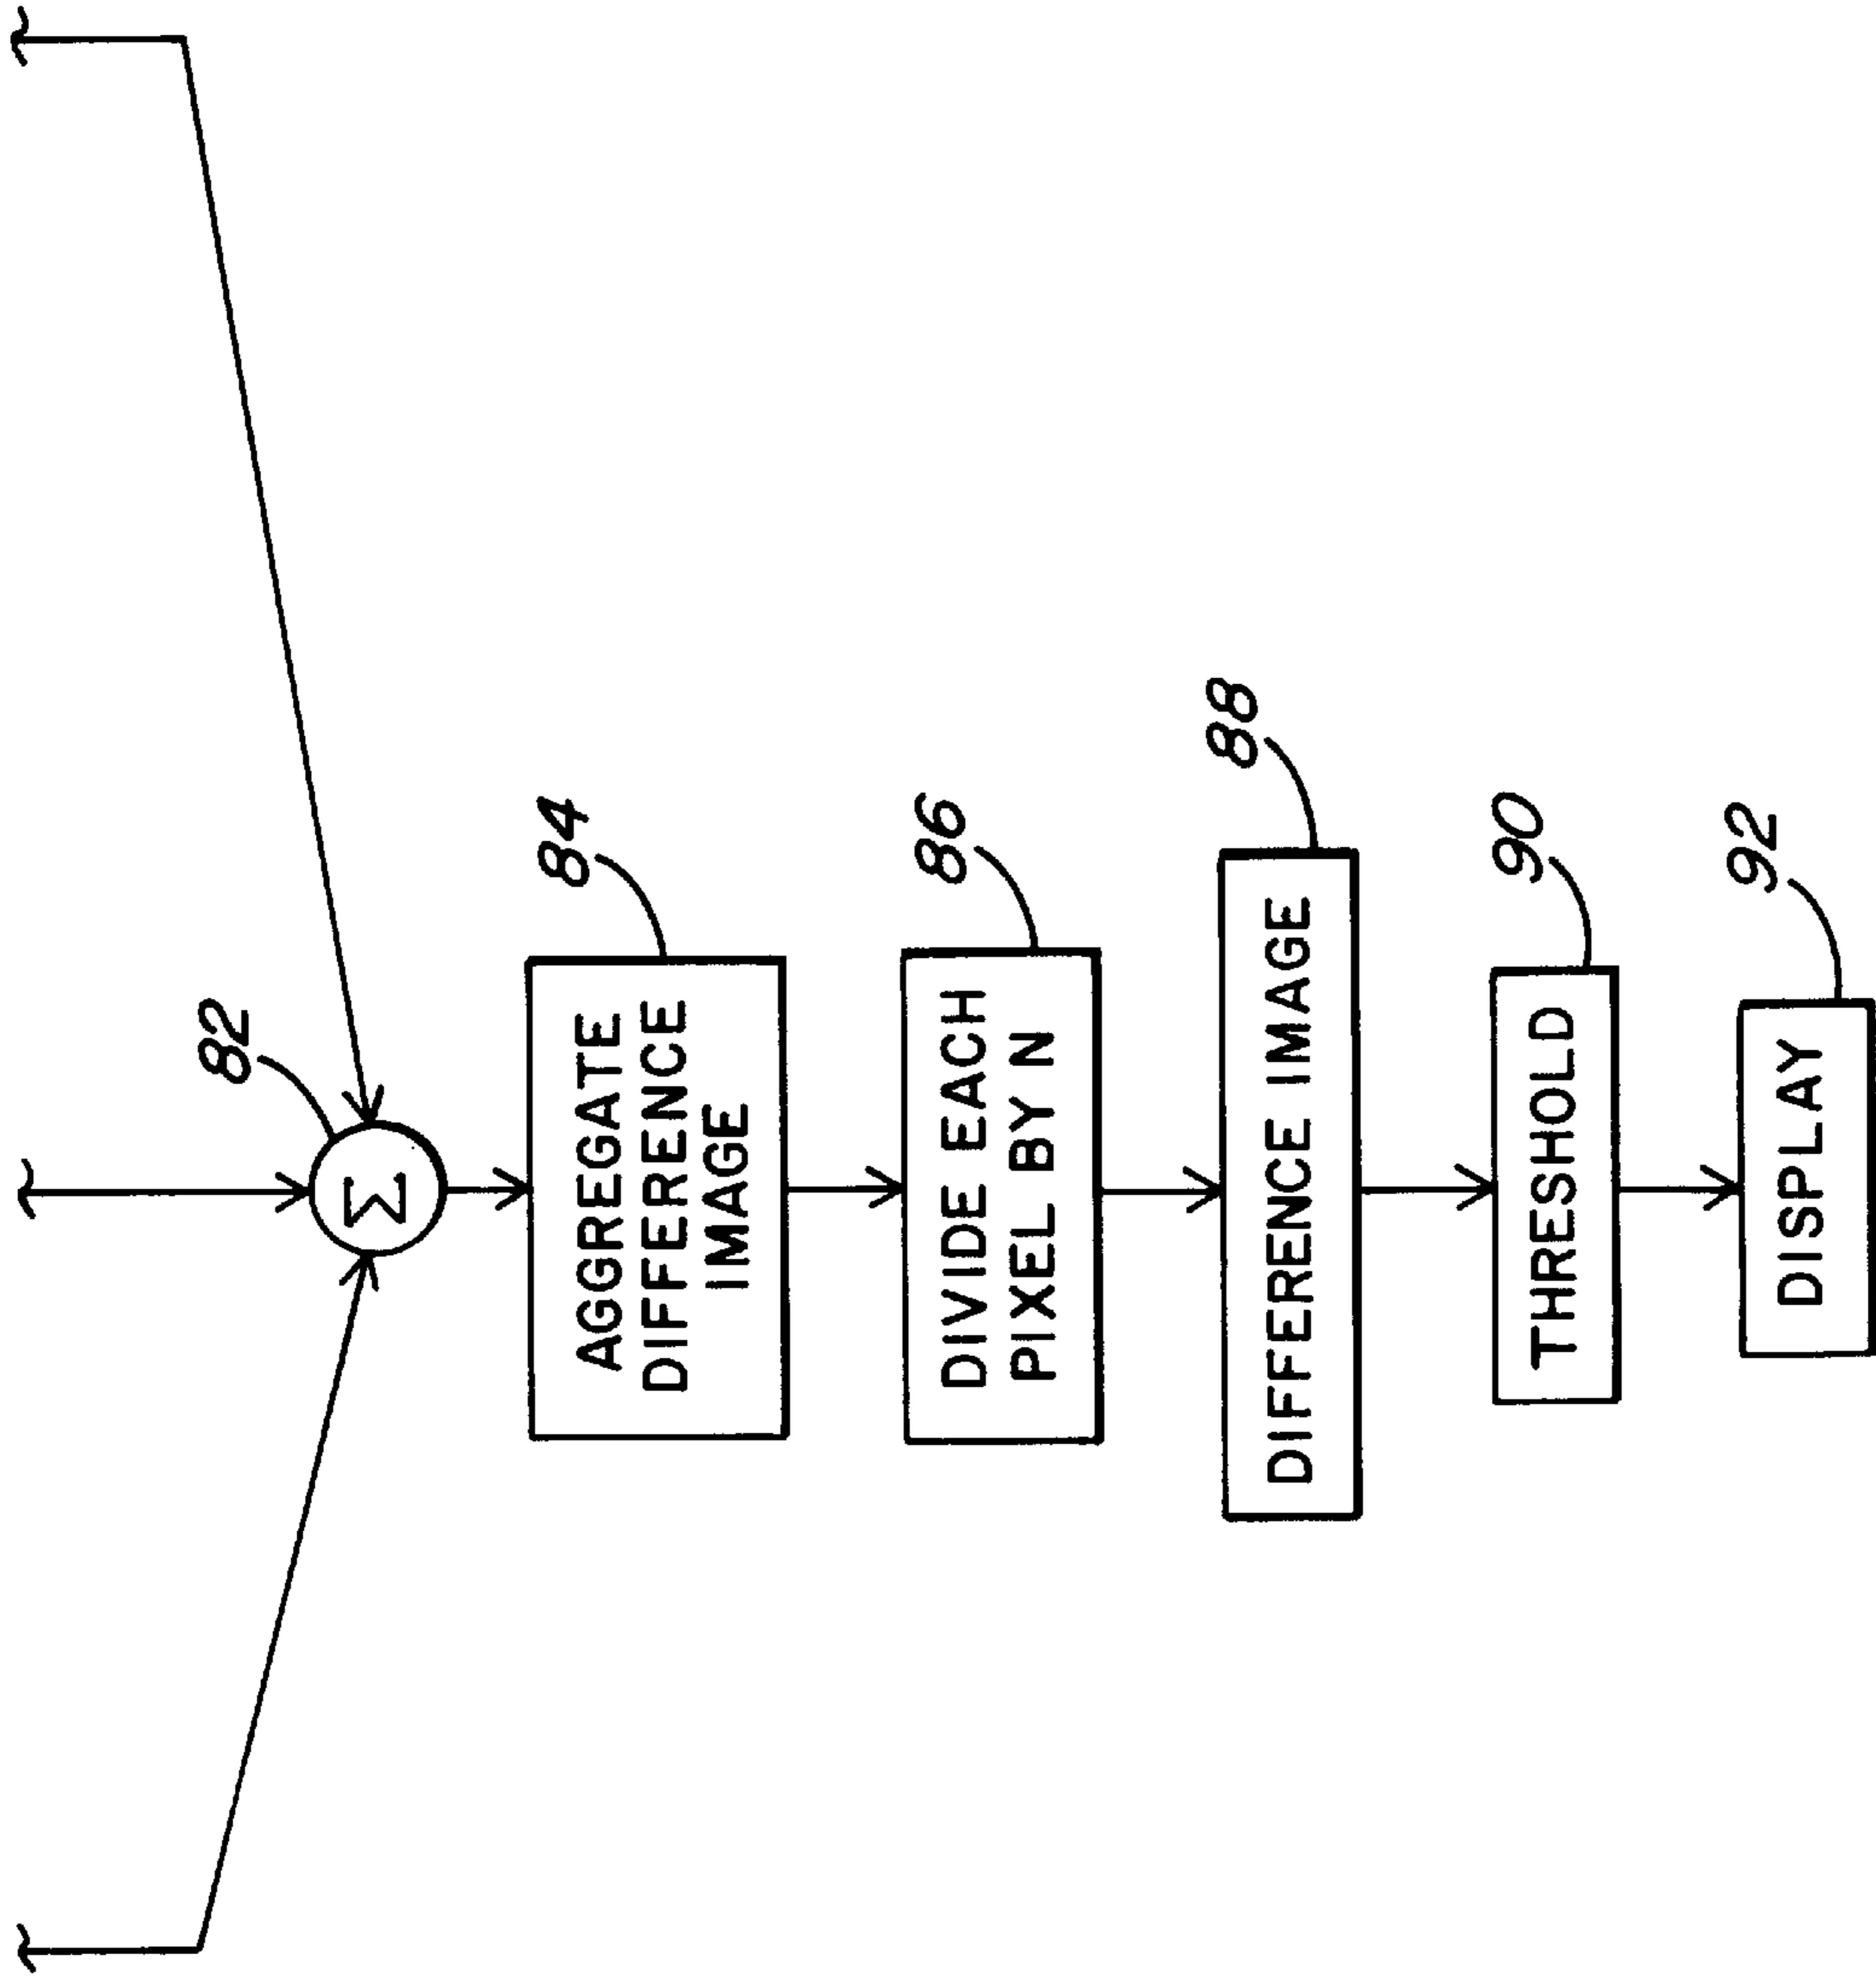 82
Σ
84
AGGREGATE
DIFFERENCE
IMAGE
86
DIVIDE EACH
PIXEL BY N
88
DIFFERENCE IMAGE
90
THRESHOLD
92
DISPLAY